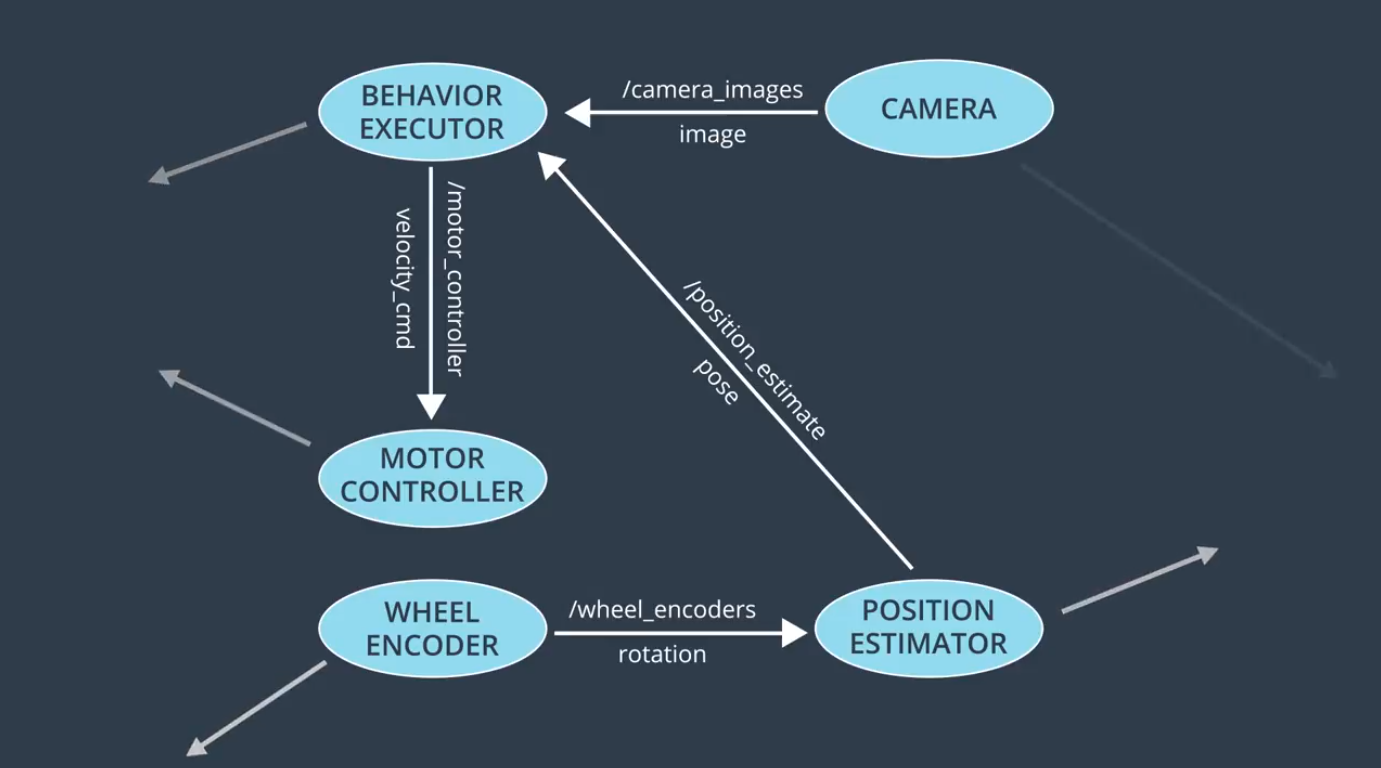 BEHAVIOR
EXECUTOR
/camera_images
image
CAMERA
/motor_controller
velocity_cmd
/position_estimate
pose
MOTOR
CONTROLLER
WHEEL
ENCODER
/wheel_encoders
rotation
POSITION
ESTIMATOR